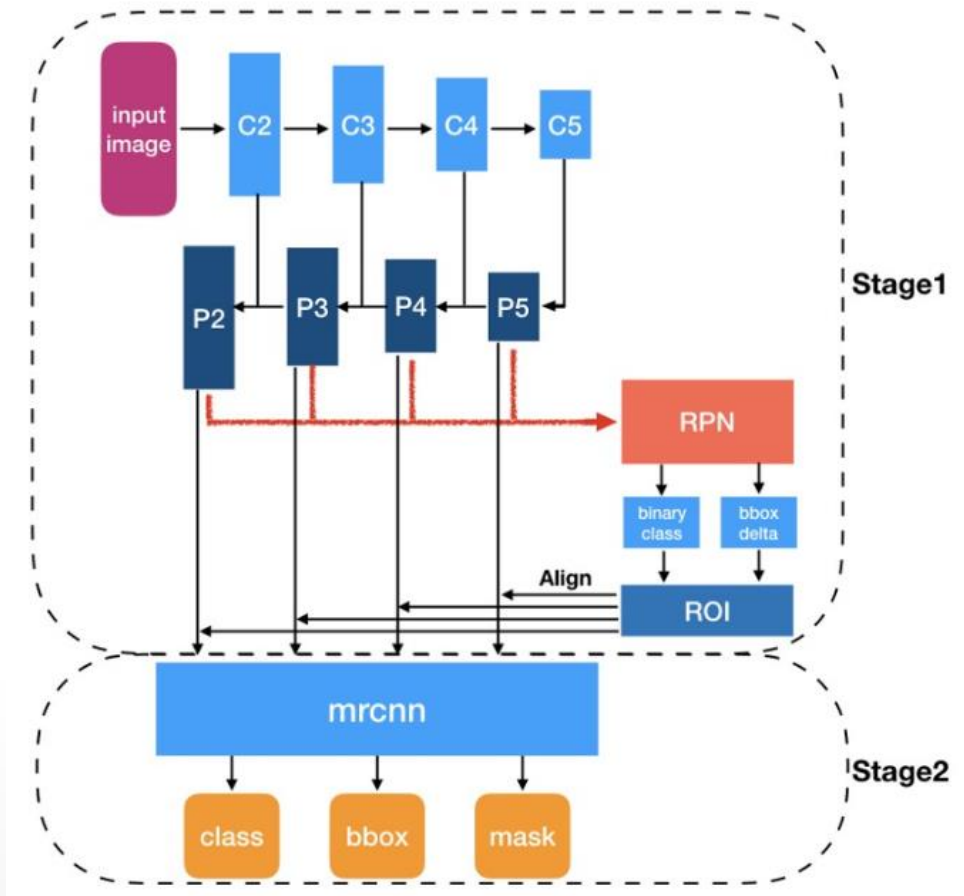 input
image
C2
C3
C4
C5
P2
P3
P4
P5
Stage1
RPN
binary
class
bbox
delta
Align
ROI
mrcnn
Stage2
class
bbox
mask